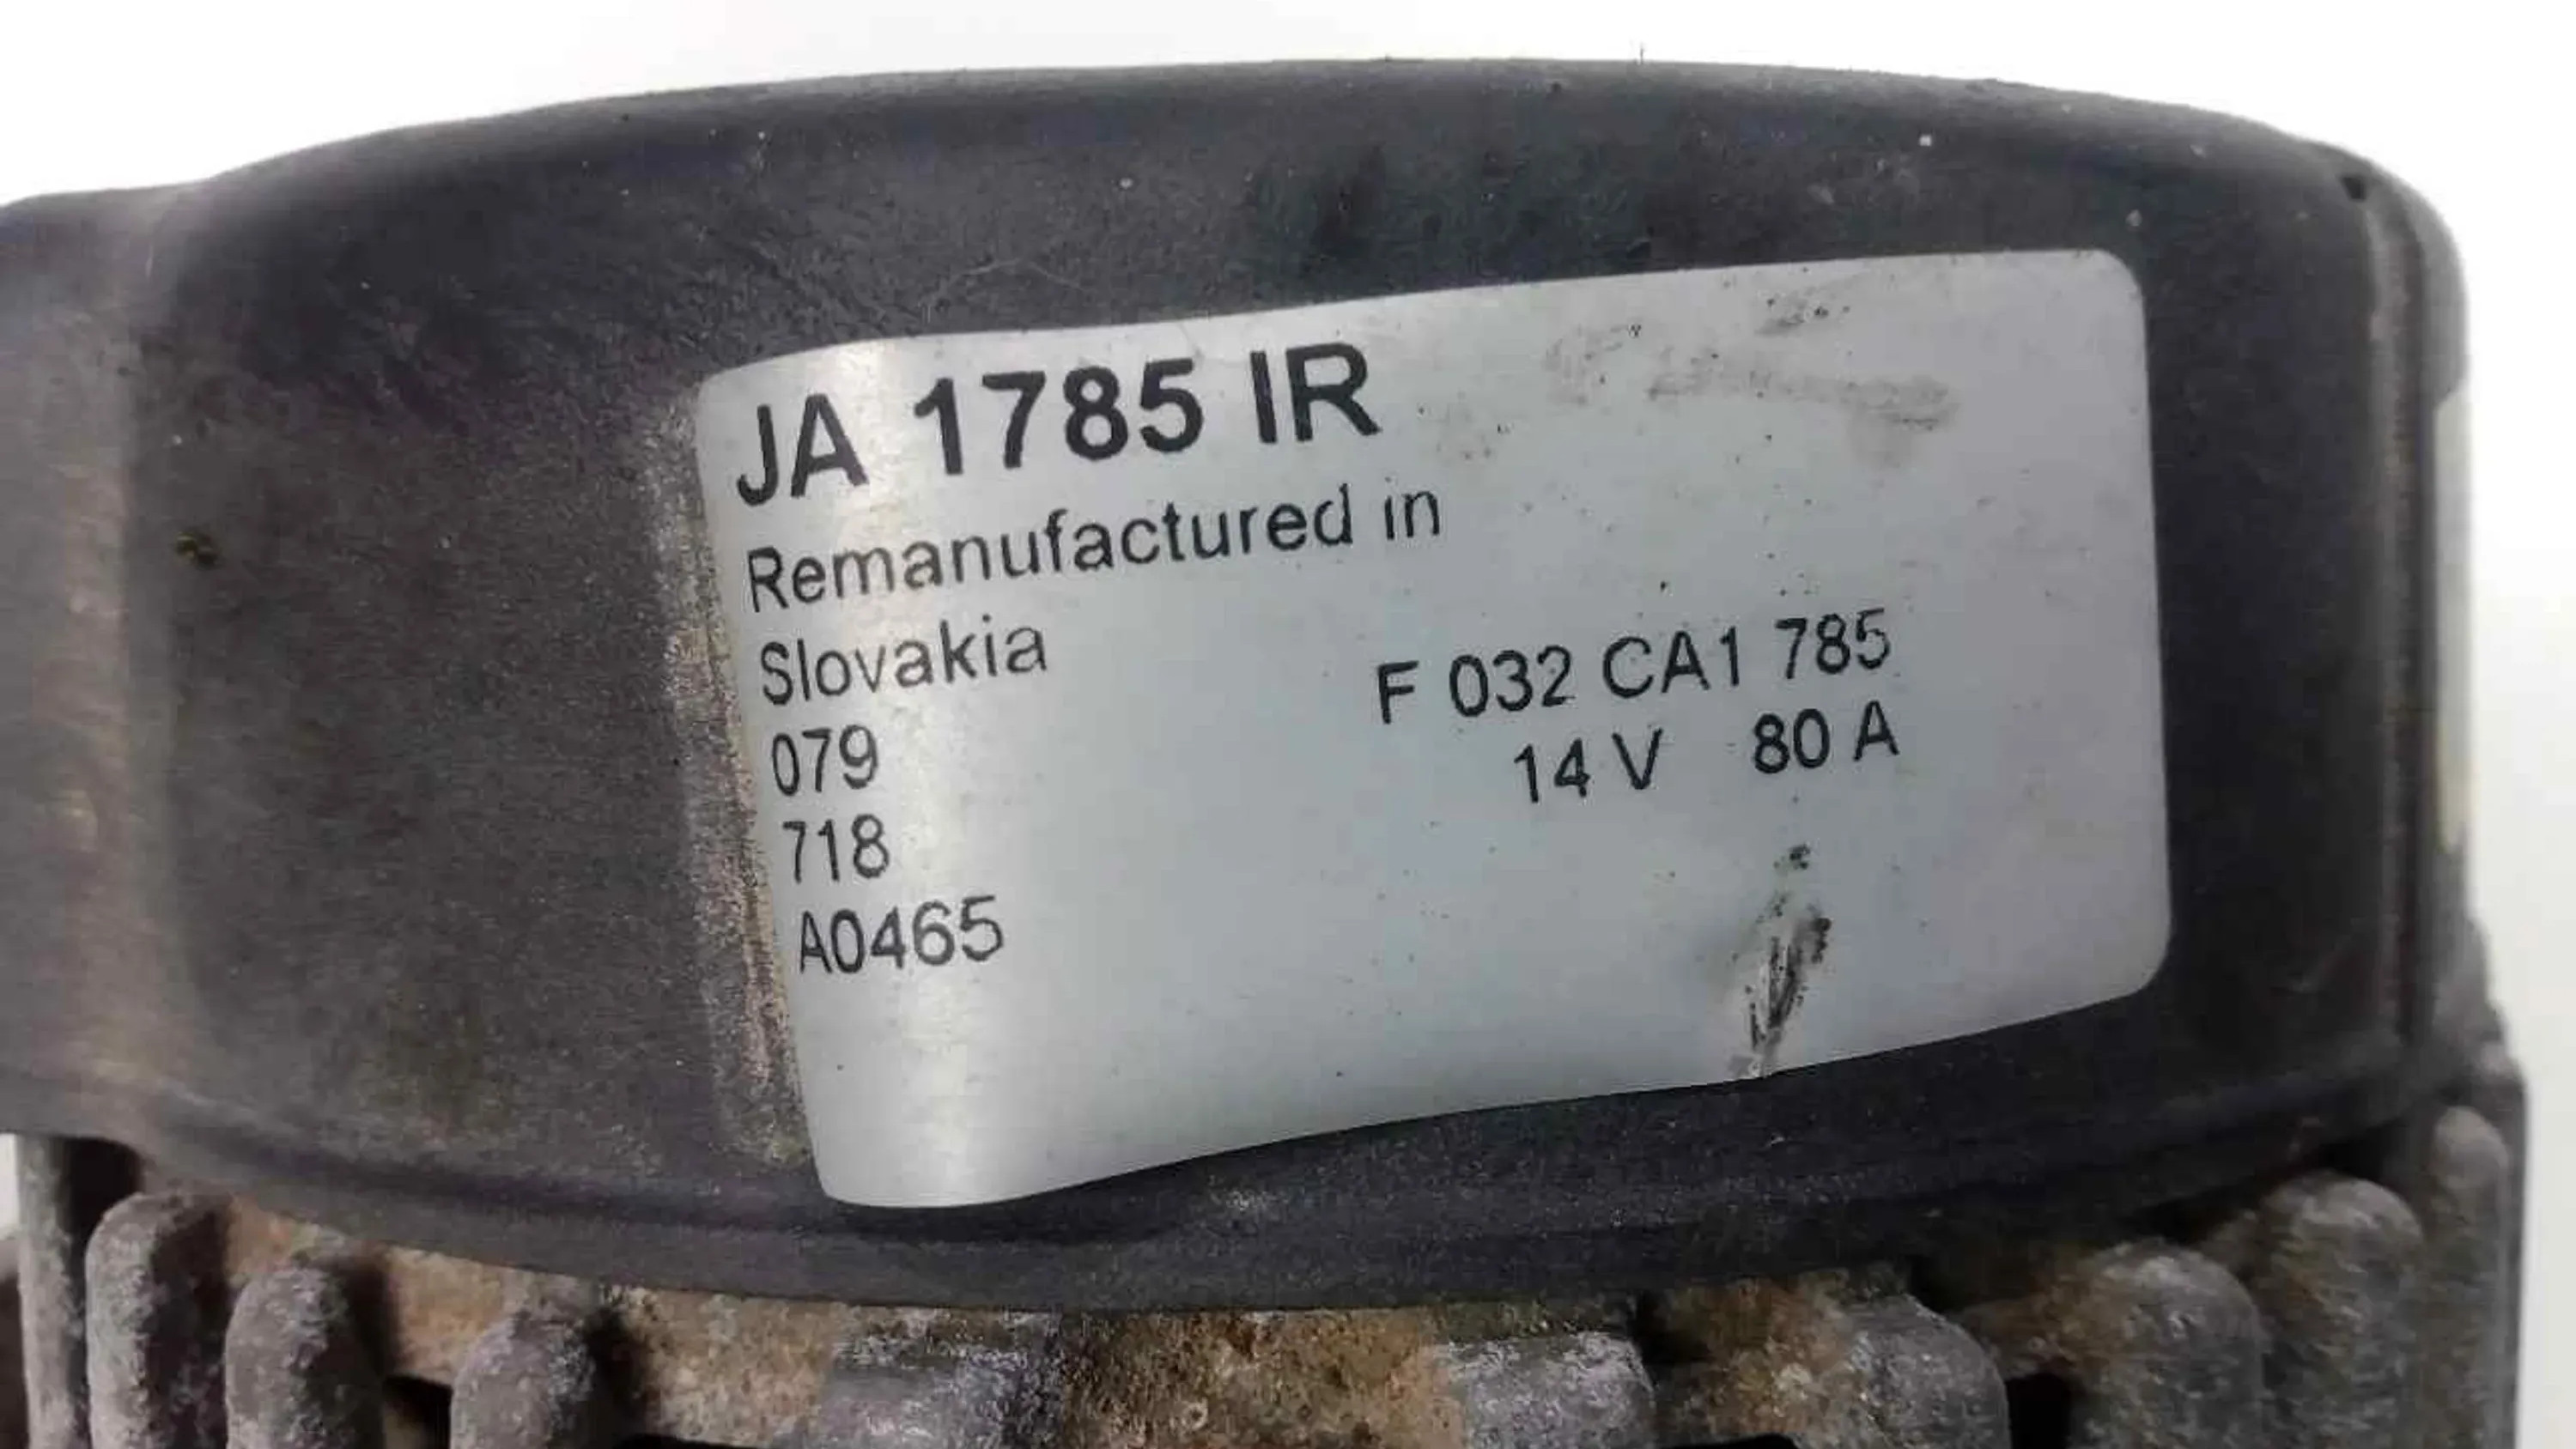 JA 1785 IR
Remanufactured in
Slovakia
F 032 CA1 785
079
14 V 80 A
718
A0465